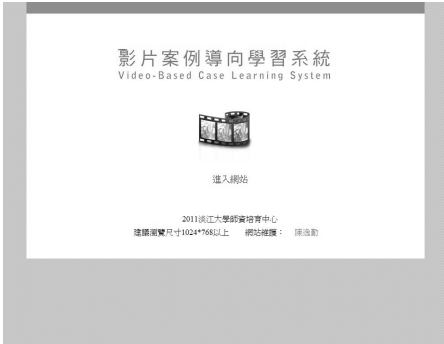 影片案例導向學習系統
Video-Based Case Learning System
進入網站
2011淡江大學師資培育中心
建議瀏覽尺寸1024*768以上 網站維護： 陳逸勳